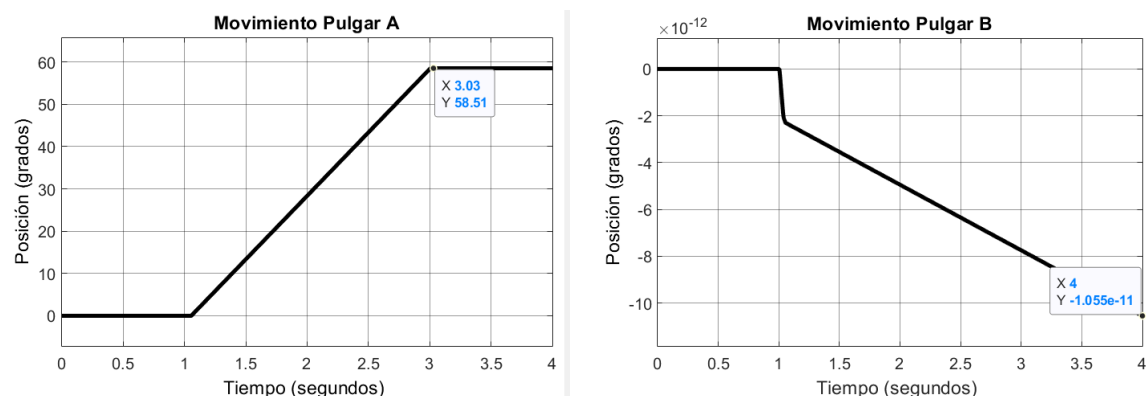 Movimiento Pulgar A
60
50
40
30
20
10
0
Posición (grados)
X 3.03
Y 58.51
0 0.5 1 1.5 2 2.5 3 3.5 4
Tiempo (segundos)
×10⁻¹²
Movimiento Pulgar B
0
-2
-4
-6
-8
-10
Posición (grados)
X 4
Y -1.055e-11
0 0.5 1 1.5 2 2.5 3 3.5 4
Tiempo (segundos)